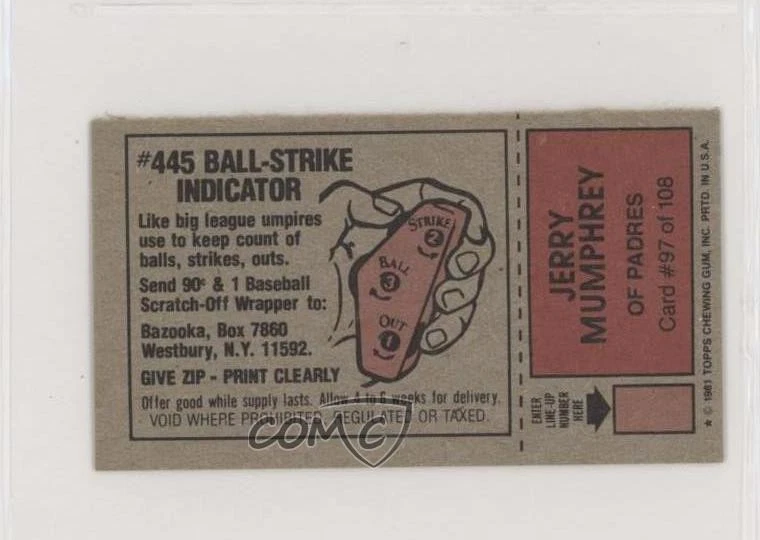 #445 BALL-STRIKE
INDICATOR
Like big league umpires
use to keep count of
balls, strikes, outs.
Send 90¢ & 1 Baseball
Scratch-Off Wrapper to:
Bazooka, Box 7860
Westbury, N.Y. 11592.
GIVE ZIP - PRINT CLEARLY
Offer good while supply lasts. Allow 4 to 6 weeks for delivery.
VOID WHERE PROHIBITED, REGULATED OR TAXED.
STRIKE
2
BALL
3
OUT
1
COMC
JERRY
MUMPHREY
OF PADRES
Card #97 of 108
ENTER
LINE-UP
NUMBER
HERE
★ © 1981 TOPPS CHEWING GUM, INC. PRTD. IN U.S.A.